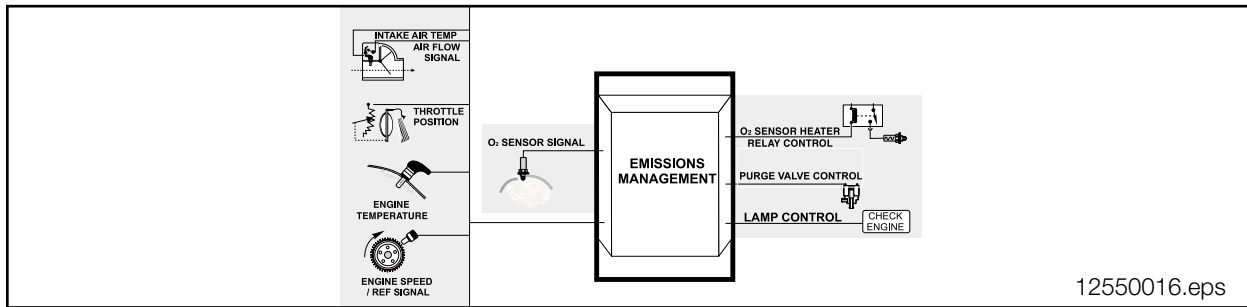 INTAKE AIR TEMP
AIR FLOW
SIGNAL
THROTTLE
POSITION
ENGINE
TEMPERATURE
ENGINE SPEED
/ REF SIGNAL
O₂ SENSOR SIGNAL
EMISSIONS
MANAGEMENT
O₂ SENSOR HEATER
RELAY CONTROL
PURGE VALVE CONTROL
LAMP CONTROL
CHECK
ENGINE
12550016.eps